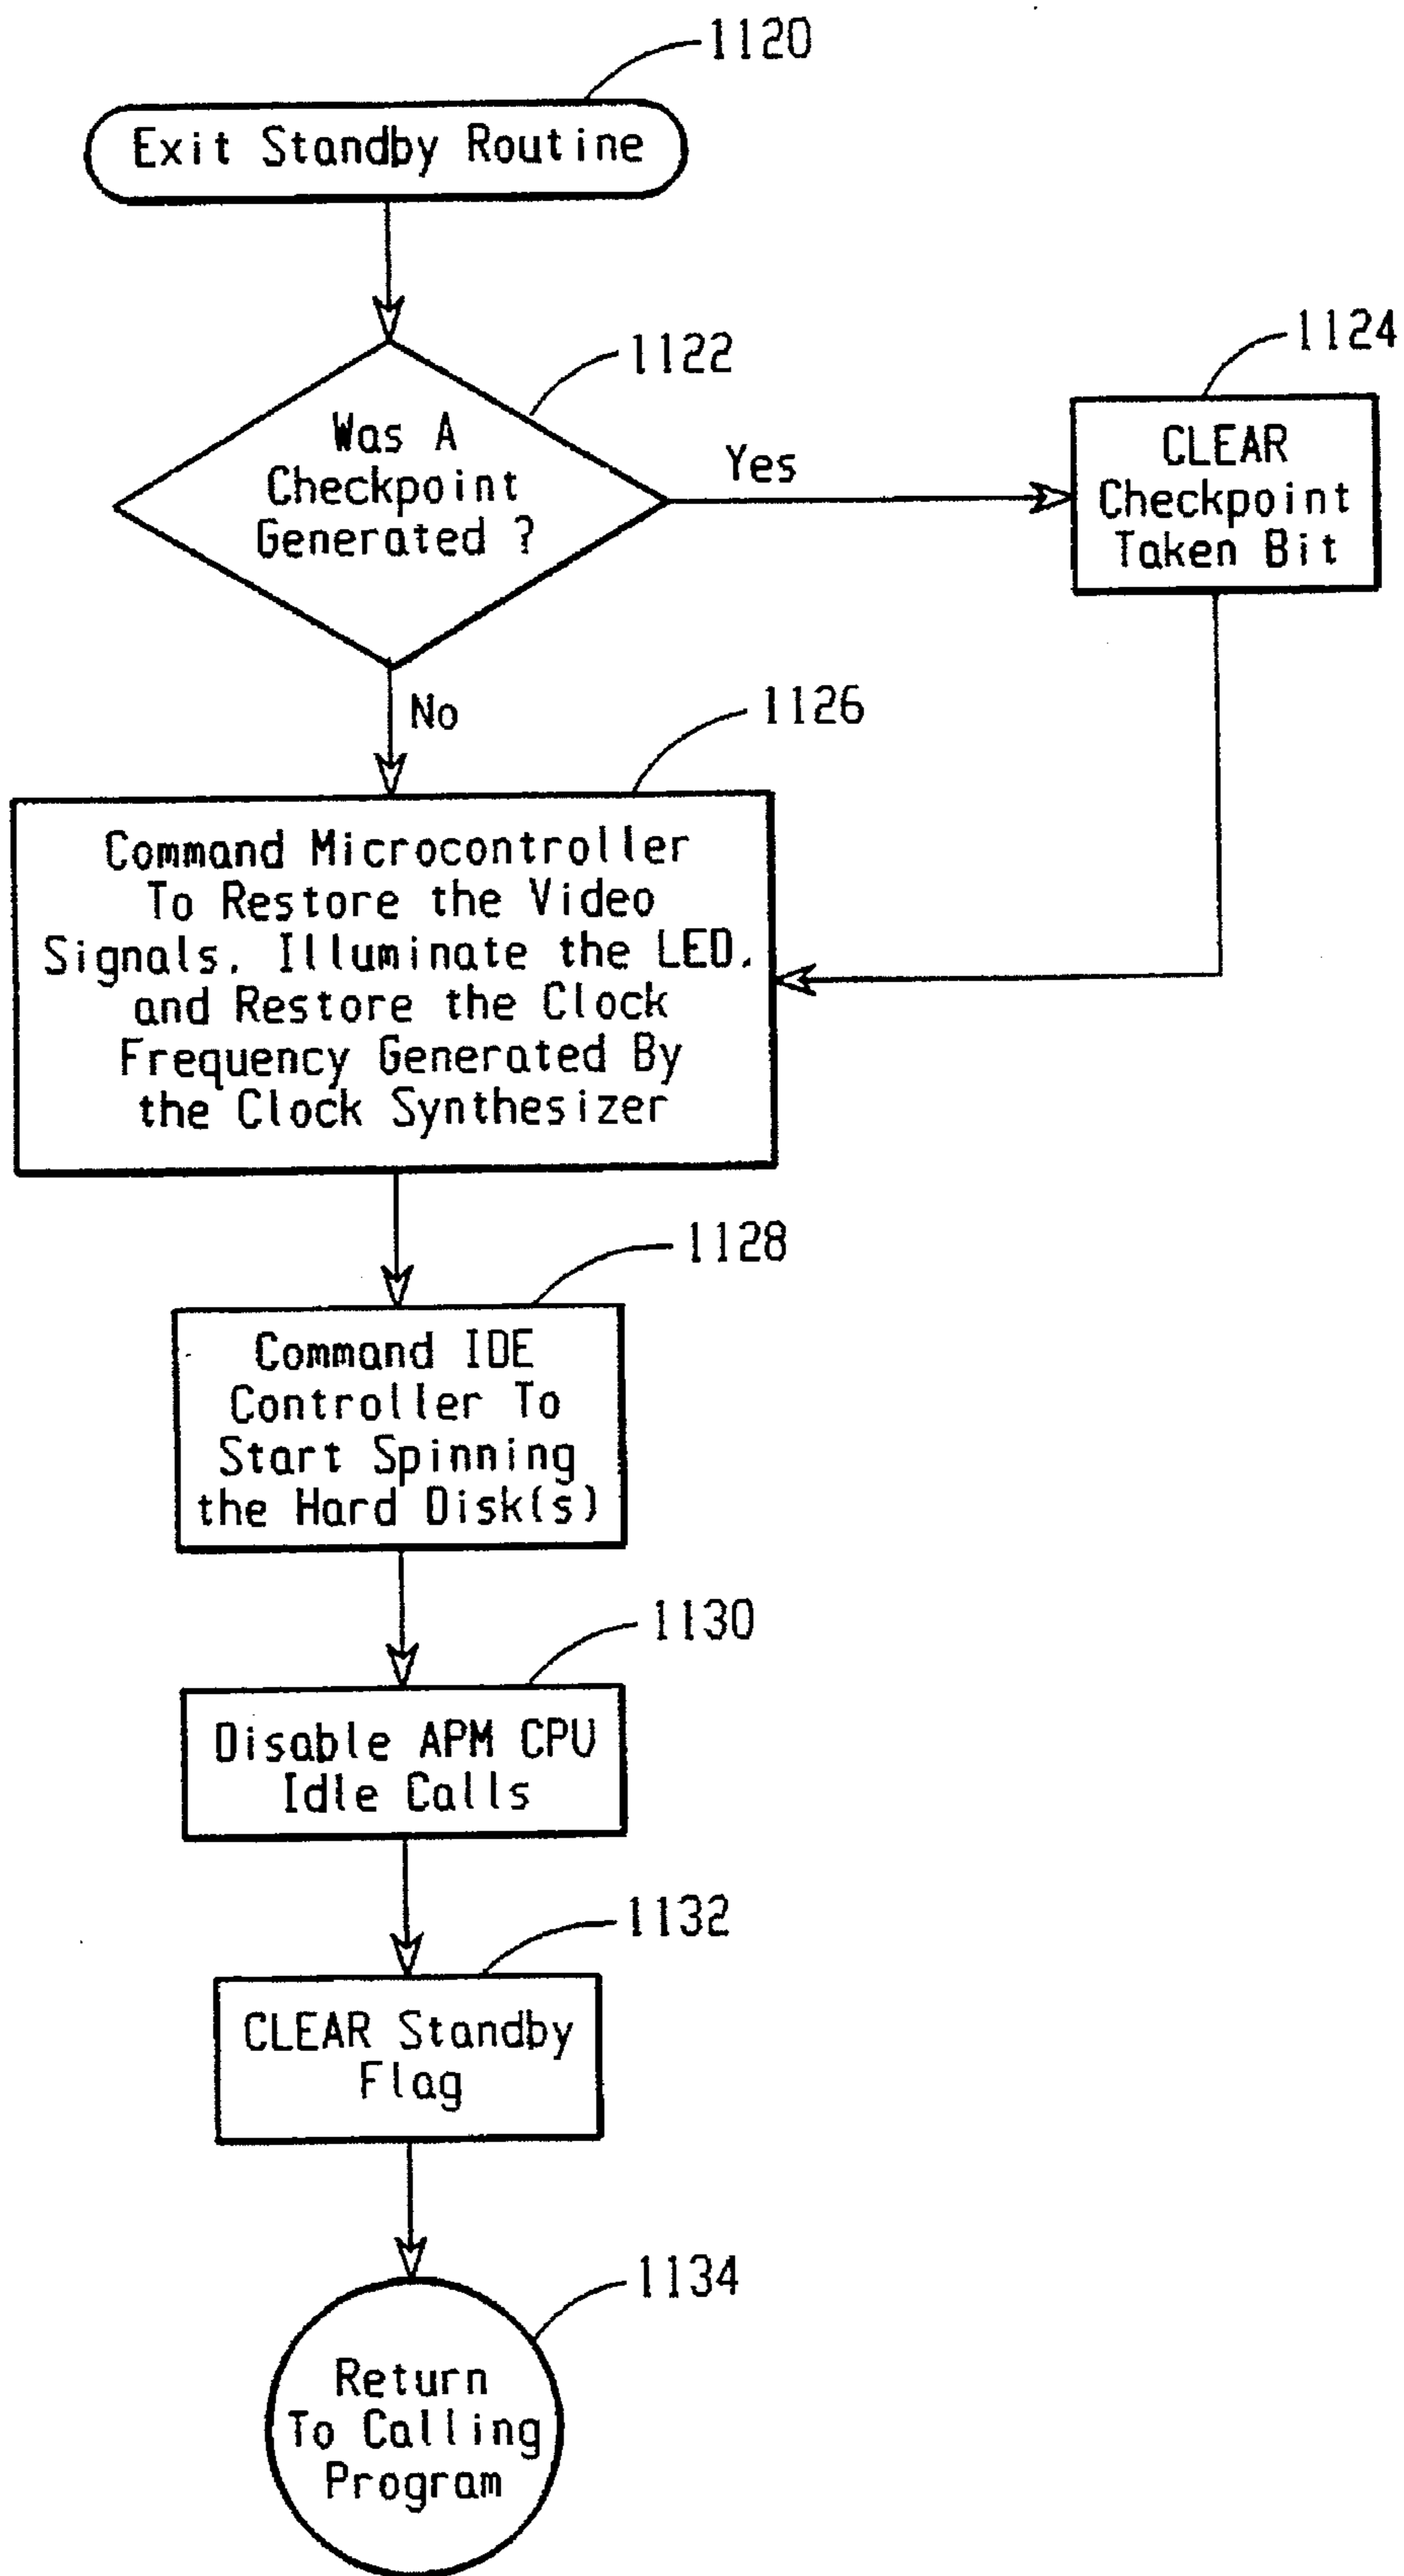 1120
Exit Standby Routine
1122
Was A
Checkpoint
Generated ?
Yes
1124
CLEAR
Checkpoint
Taken Bit
No
1126
Command Microcontroller
To Restore the Video
Signals. Illuminate the LED.
and Restore the Clock
Frequency Generated By
the Clock Synthesizer
1128
Command IDE
Controller To
Start Spinning
the Hard Disk(s)
1130
Disable APM CPU
Idle Calls
1132
CLEAR Standby
Flag
1134
Return
To Calling
Program